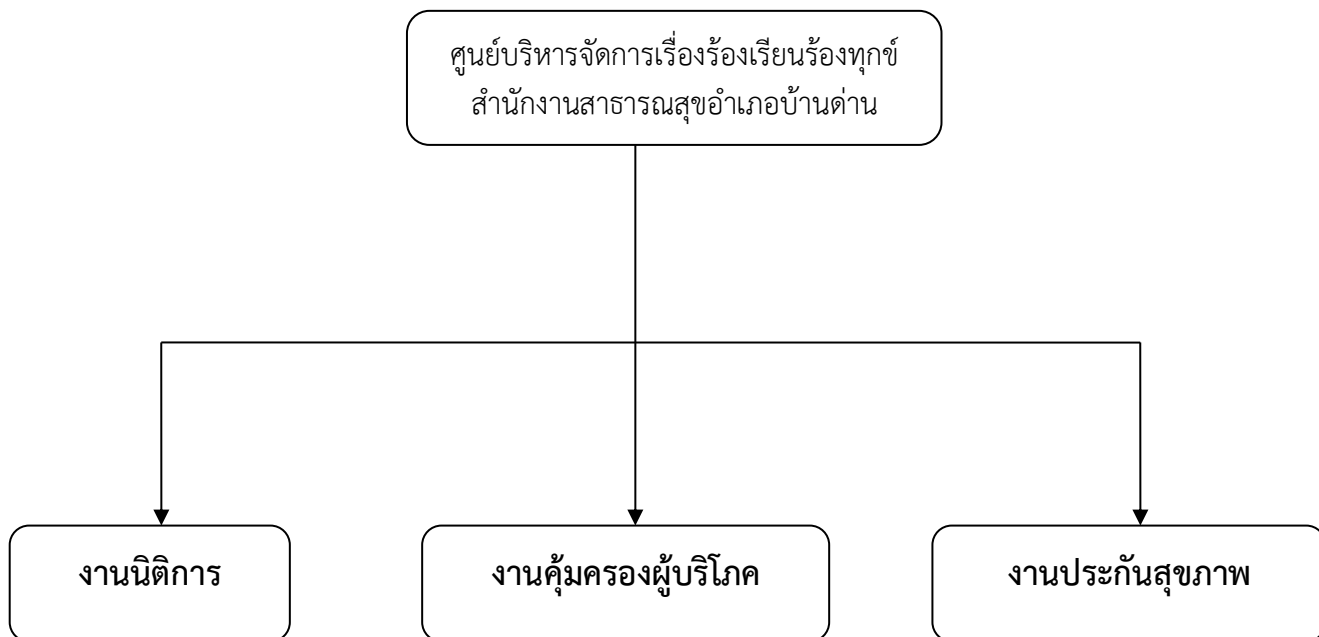 ศูนย์บริหารจัดการเรื่องร้องเรียนร้องทุกข์
สำนักงานสาธารณสุขอำเภอบ้านด่าน
งานนิติการ
งานคุ้มครองผู้บริโภค
งานประกันสุขภาพ